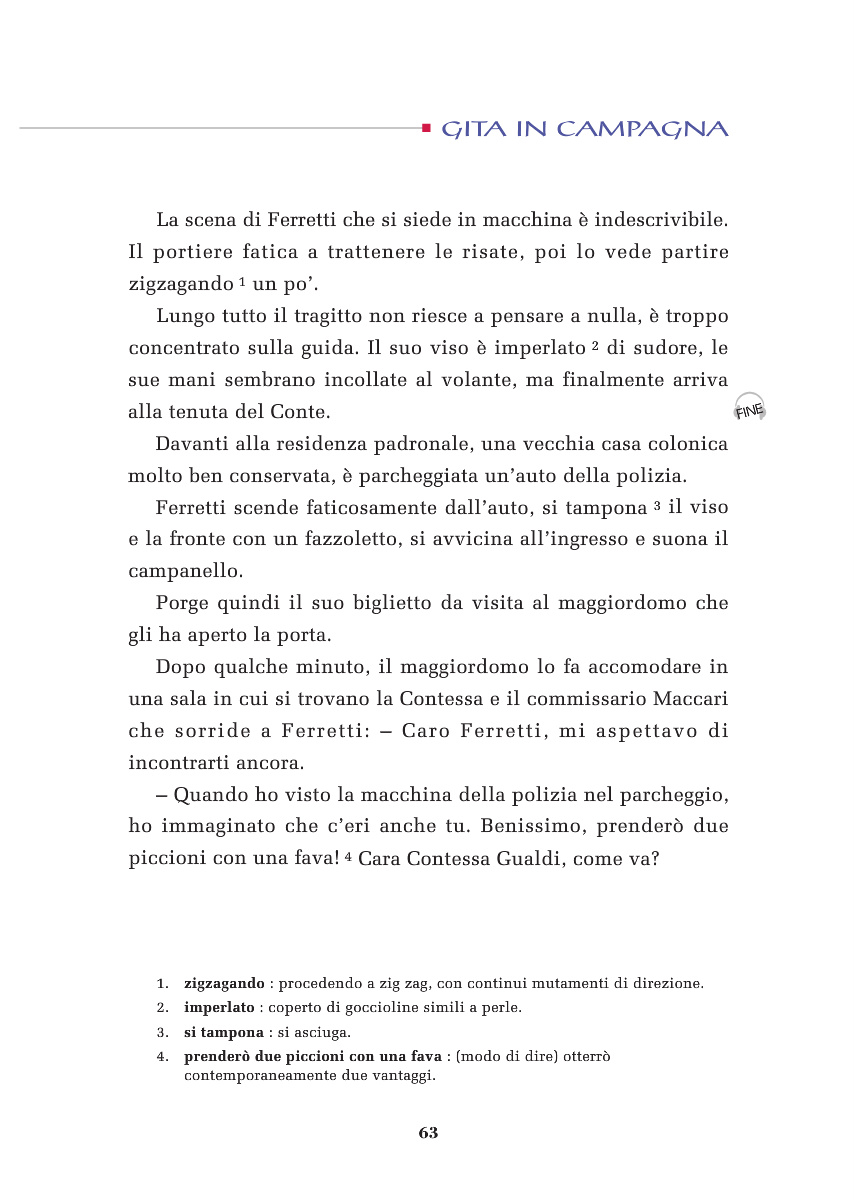 GITA IN CAMPAGNA
La scena di Ferretti che si siede in macchina è indescrivibile.
Il portiere fatica a trattenere le risate, poi lo vede partire
zigzagando 1 un po’.
Lungo tutto il tragitto non riesce a pensare a nulla, è troppo
concentrato sulla guida. Il suo viso è imperlato 2 di sudore, le
sue mani sembrano incollate al volante, ma finalmente arriva
alla tenuta del Conte.
FINE
Davanti alla residenza padronale, una vecchia casa colonica
molto ben conservata, è parcheggiata un’auto della polizia.
Ferretti scende faticosamente dall’auto, si tampona 3 il viso
e la fronte con un fazzoletto, si avvicina all’ingresso e suona il
campanello.
Porge quindi il suo biglietto da visita al maggiordomo che
gli ha aperto la porta.
Dopo qualche minuto, il maggiordomo lo fa accomodare in
una sala in cui si trovano la Contessa e il commissario Maccari
che sorride a Ferretti: – Caro Ferretti, mi aspettavo di
incontrarti ancora.
– Quando ho visto la macchina della polizia nel parcheggio,
ho immaginato che c’eri anche tu. Benissimo, prenderò due
piccioni con una fava! 4 Cara Contessa Gualdi, come va?
1. zigzagando : procedendo a zig zag, con continui mutamenti di direzione.
2. imperlato : coperto di goccioline simili a perle.
3. si tampona : si asciuga.
4. prenderò due piccioni con una fava : (modo di dire) otterrò
contemporaneamente due vantaggi.
63